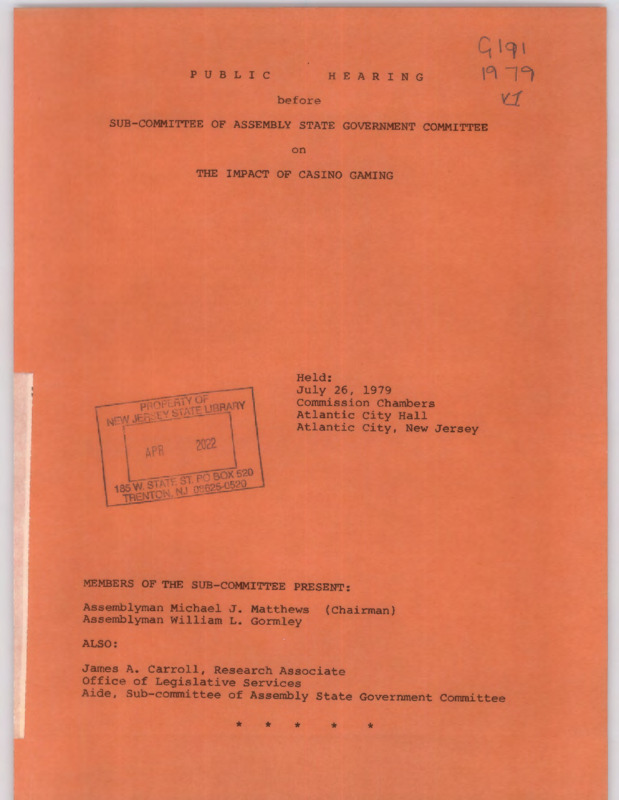 G191
1979
PUBLIC HEARING
before
SUB-COMMITTEE OF ASSEMBLY STATE GOVERNMENT COMMITTEE
on
THE IMPACT OF CASINO GAMING
Held:
July 26, 1979
Commission Chambers
Atlantic City Hall
Atlantic City, New Jersey
PROPERTY OF
NEW JERSEY STATE LIBRARY
APR 2022
185 W. STATE ST. PO BOX 520
TRENTON, NJ 08625-0520
MEMBERS OF THE SUB-COMMITTEE PRESENT:
Assemblyman Michael J. Matthews (Chairman)
Assemblyman William L. Gormley
ALSO:
James A. Carroll, Research Associate
Office of Legislative Services
Aide, Sub-committee of Assembly State Government Committee
* * * * *